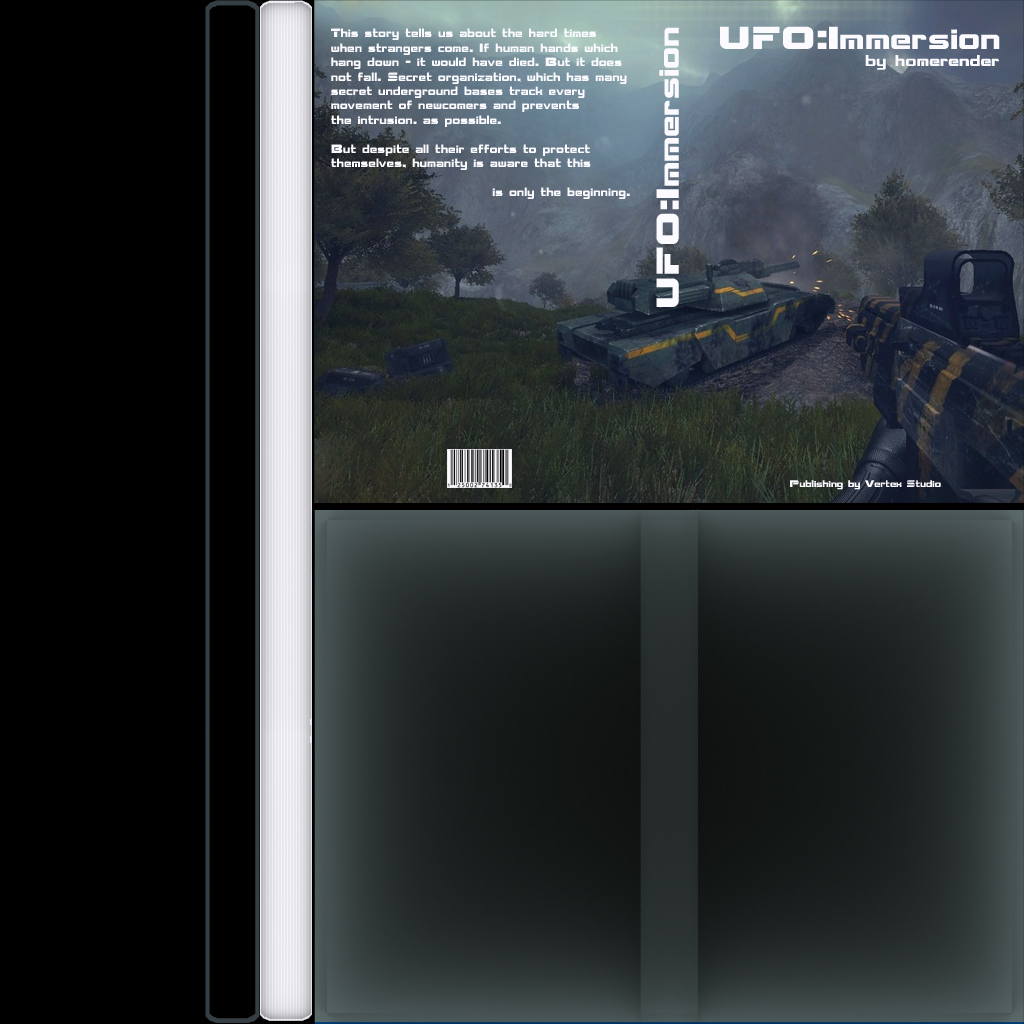 This story tells us about the hard times
when strangers come. If human hands which
hang down - it would have died. But it does
not fall. Secret organization, which has many
secret underground bases track every
movement of newcomers and prevents
the intrusion. as possible.
But despite all their efforts to protect
themselves, humanity is aware that this
is only the beginning.
UFO:Immersion
UFO:Immersion
by homerender
Publishing by Vertex Studio